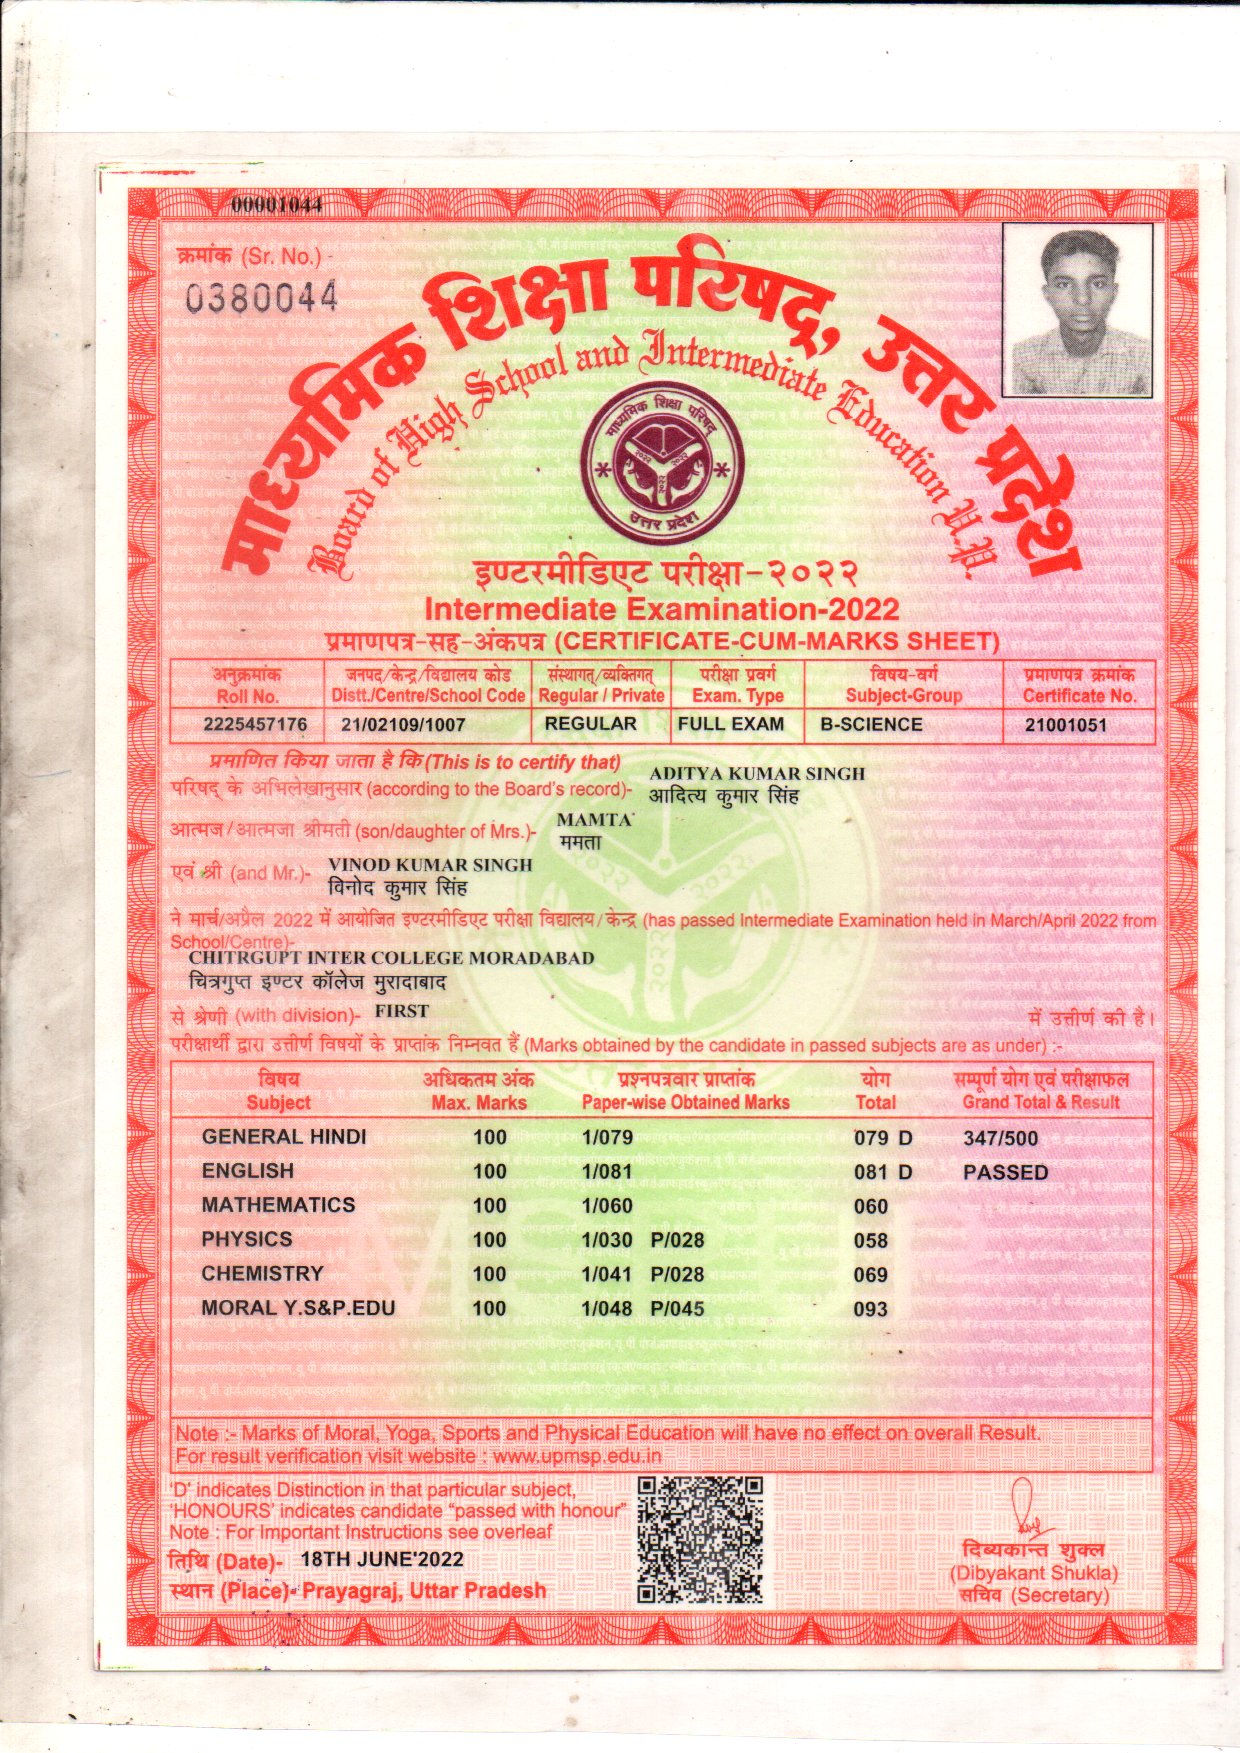 00001044
क्रमांक (Sr. No.) -
0380044
माध्यमिक शिक्षा परिषद्, उत्तर प्रदेश
Board of High School and Intermediate Education U.P.
माध्यमिक शिक्षा परिषद्
२०२२ २०२२
२०२२
उत्तर प्रदेश
इण्टरमीडिएट परीक्षा-२०२२
Intermediate Examination-2022
प्रमाणपत्र-सह-अंकपत्र (CERTIFICATE-CUM-MARKS SHEET)
अनुक्रमांक जनपद/केन्द्र/विद्यालय कोड संस्थागत्/व्यक्तिगत् परीक्षा प्रवर्ग विषय-वर्ग प्रमाणपत्र क्रमांक
Roll No. Distt./Centre/School Code Regular / Private Exam. Type Subject-Group Certificate No.
2225457176 21/02109/1007 REGULAR FULL EXAM B-SCIENCE 21001051
प्रमाणित किया जाता है कि (This is to certify that)
ADITYA KUMAR SINGH
परिषद् के अभिलेखानुसार (according to the Board's record)- आदित्य कुमार सिंह
MAMTA
आत्मज/आत्मजा श्रीमती (son/daughter of Mrs.)- ममता
VINOD KUMAR SINGH
एवं श्री (and Mr.)- विनोद कुमार सिंह
ने मार्च/अप्रैल 2022 में आयोजित इण्टरमीडिएट परीक्षा विद्यालय/केन्द्र (has passed Intermediate Examination held in March/April 2022 from
School/Centre)-
CHITRGUPT INTER COLLEGE MORADABAD
चित्रगुप्त इण्टर कॉलेज मुरादाबाद
से श्रेणी (with division)- FIRST में उत्तीर्ण की है।
परीक्षार्थी द्वारा उत्तीर्ण विषयों के प्राप्तांक निम्नवत हैं (Marks obtained by the candidate in passed subjects are as under) :-
विषय अधिकतम अंक प्रश्नपत्रवार प्राप्तांक योग सम्पूर्ण योग एवं परीक्षाफल
Subject Max. Marks Paper-wise Obtained Marks Total Grand Total & Result
GENERAL HINDI 100 1/079 079 D 347/500
ENGLISH 100 1/081 081 D PASSED
MATHEMATICS 100 1/060 060
PHYSICS 100 1/030 P/028 058
CHEMISTRY 100 1/041 P/028 069
MORAL Y.S&P.EDU 100 1/048 P/045 093
Note :- Marks of Moral, Yoga, Sports and Physical Education will have no effect on overall Result.
For result verification visit website : www.upmsp.edu.in
'D' indicates Distinction in that particular subject,
'HONOURS' indicates candidate "passed with honour"
Note : For Important Instructions see overleaf
तिथि (Date)- 18TH JUNE'2022
स्थान (Place)- Prayagraj, Uttar Pradesh
दिव्यकान्त शुक्ल
(Dibyakant Shukla)
सचिव (Secretary)